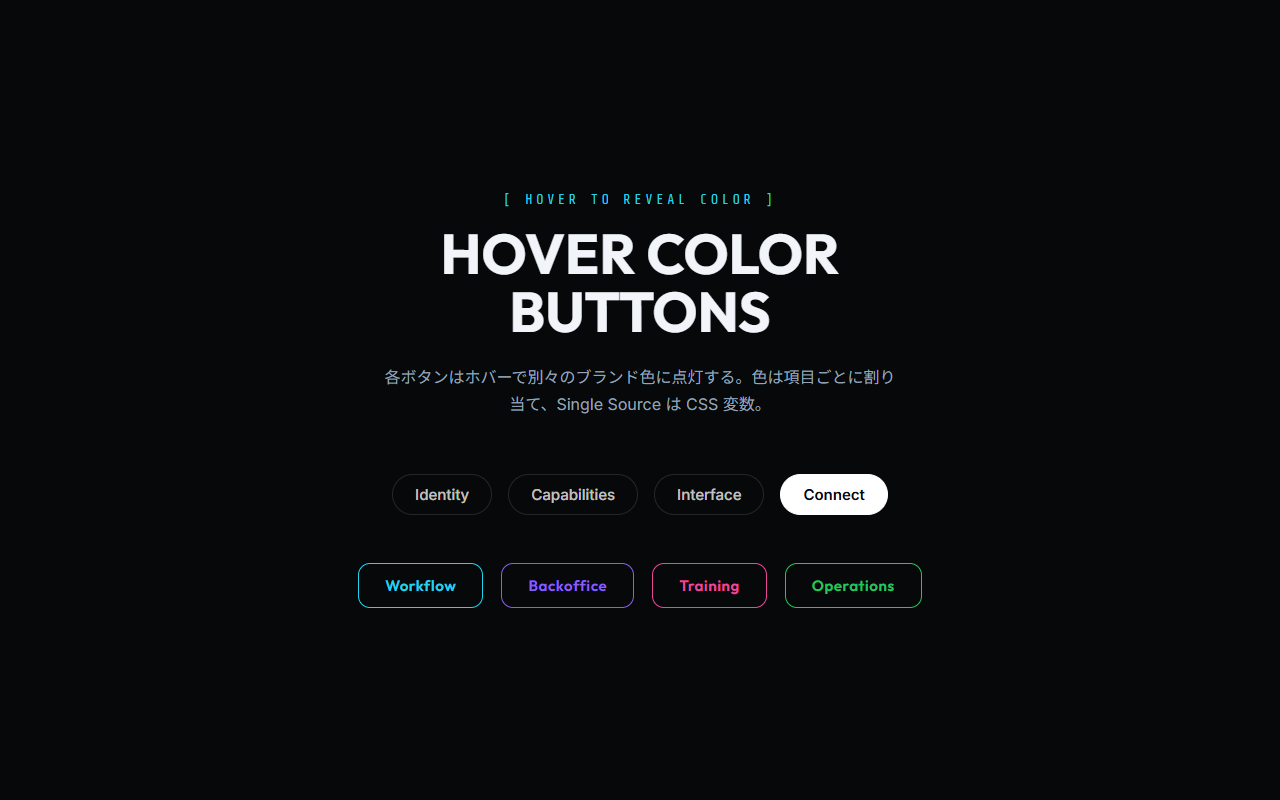 [ HOVER TO REVEAL COLOR ]
HOVER COLOR
BUTTONS
各ボタンはホバーで別々のブランド色に点灯する。色は項目ごとに割り
当て、Single Source は CSS 変数。
Identity Capabilities Interface Connect
Workflow Backoffice Training Operations